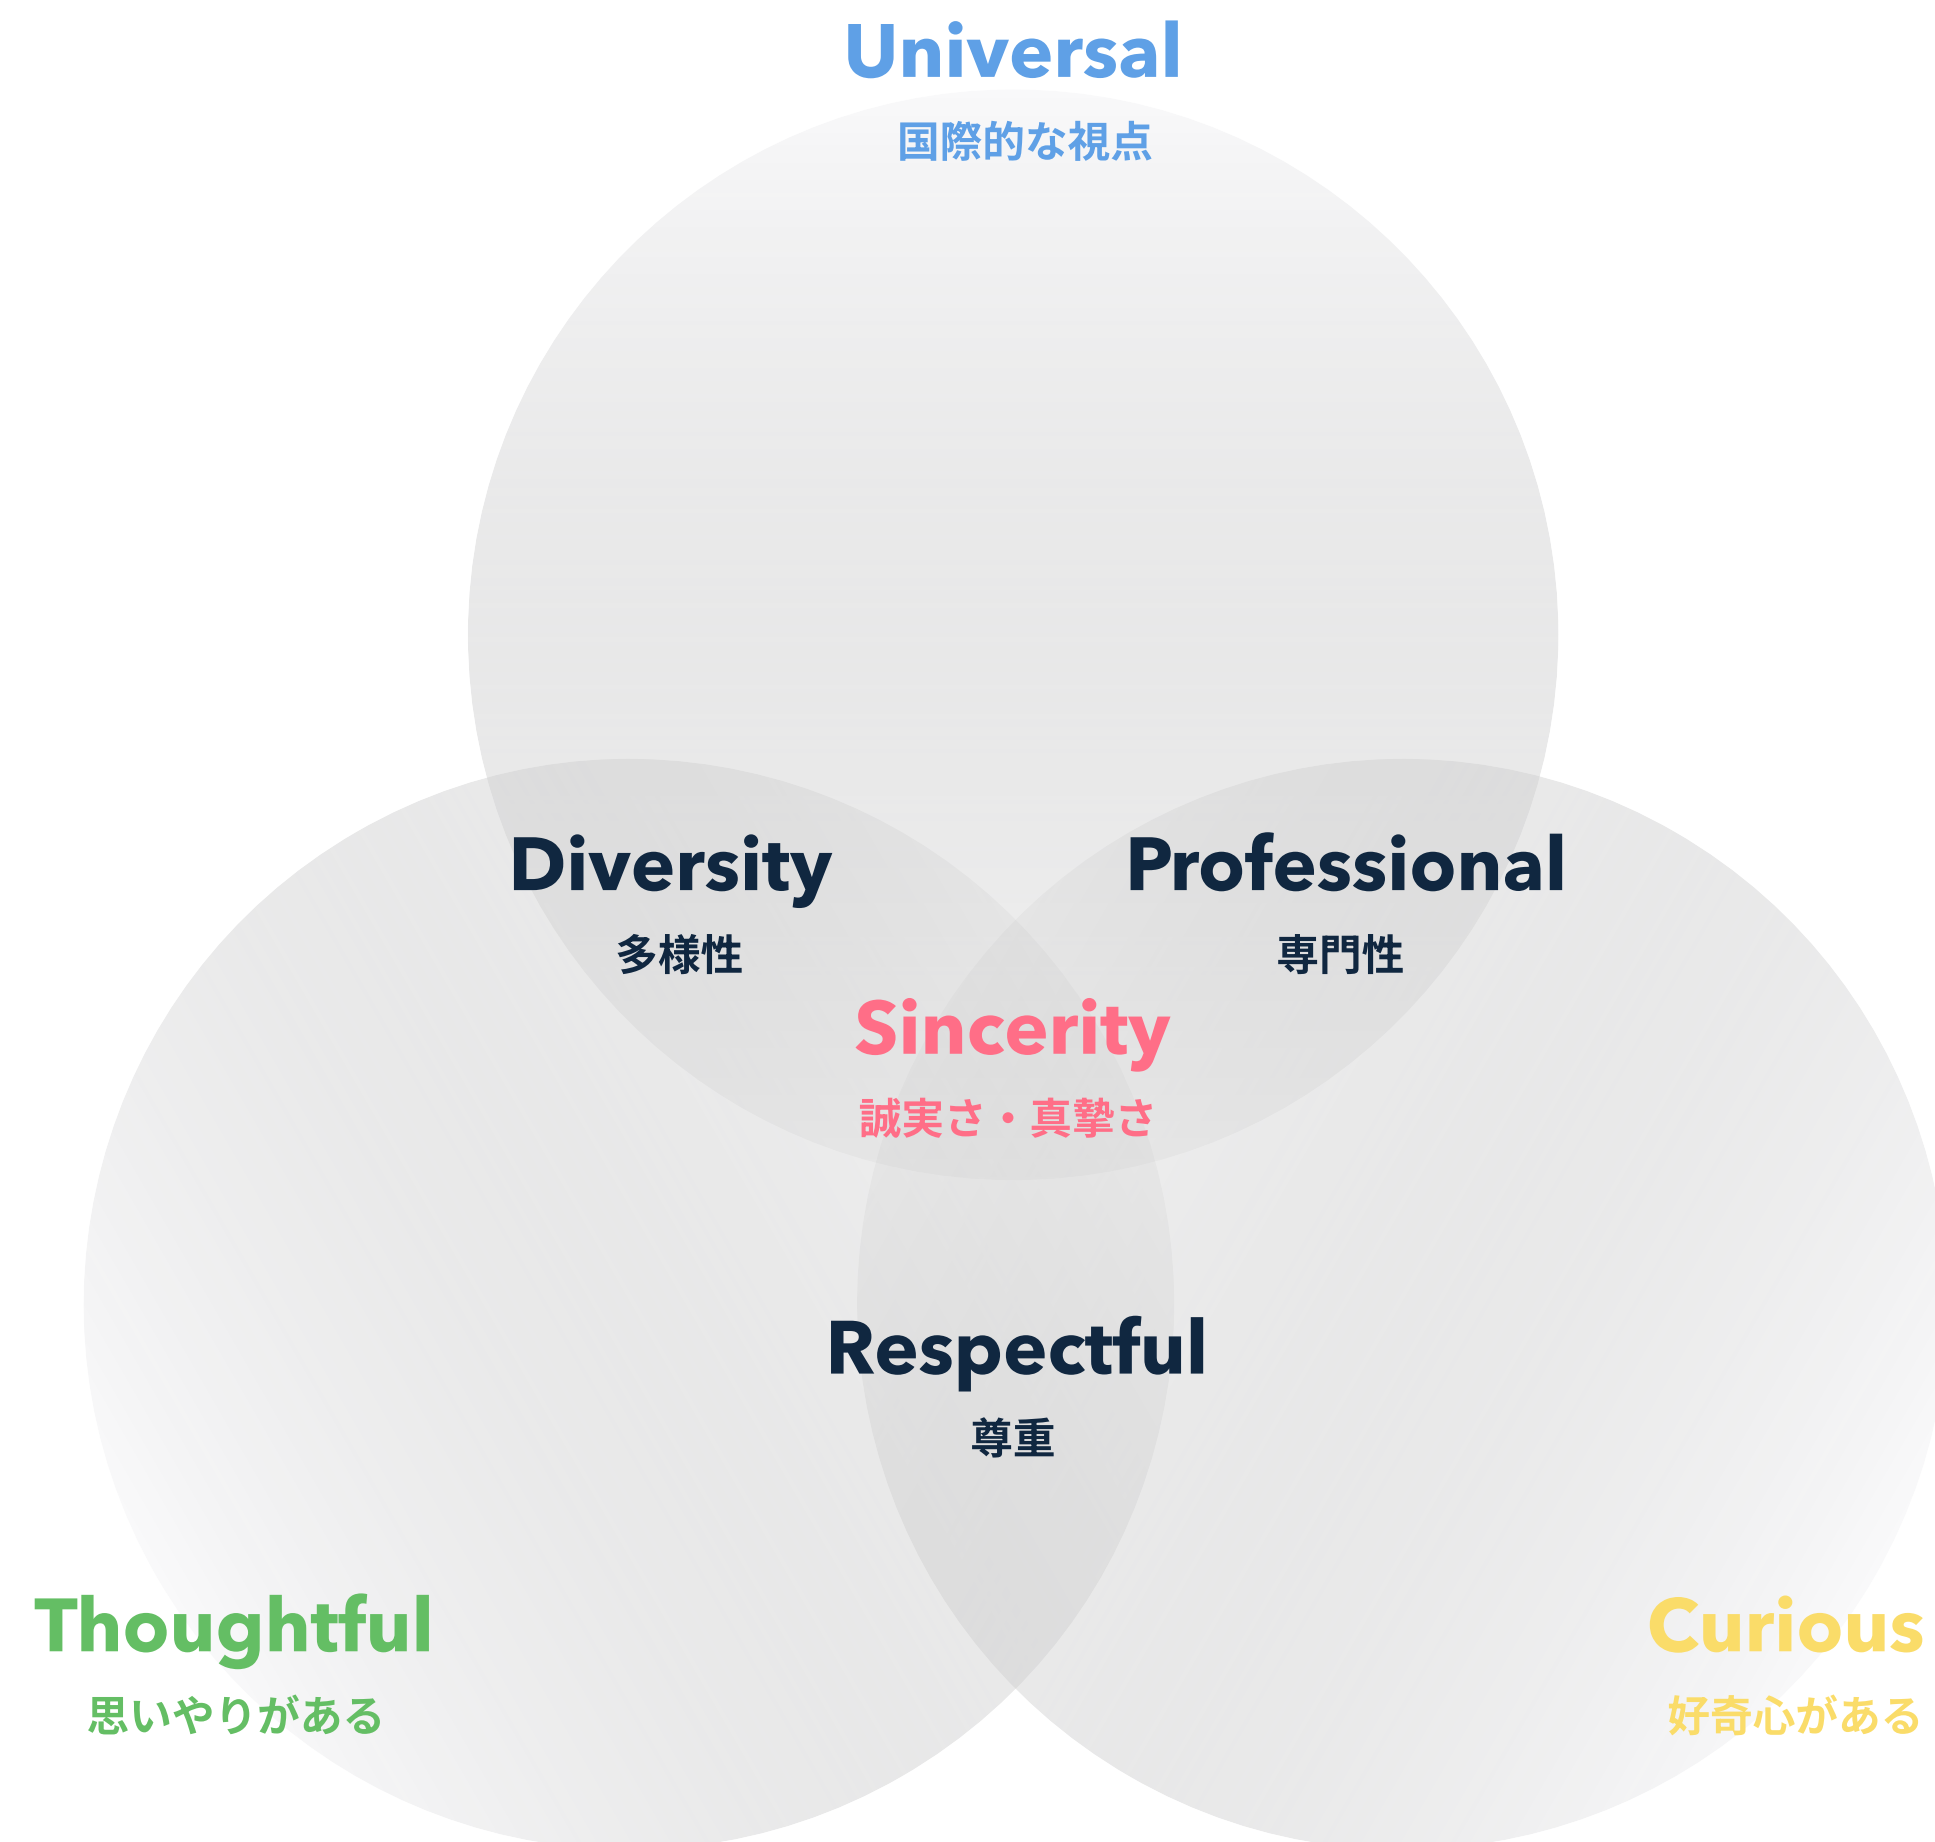 Universal
国際的な視点
Diversity
多様性
Professional
専門性
Sincerity
誠実さ・真摯さ
Respectful
尊重
Thoughtful
思いやりがある
Curious
好奇心がある